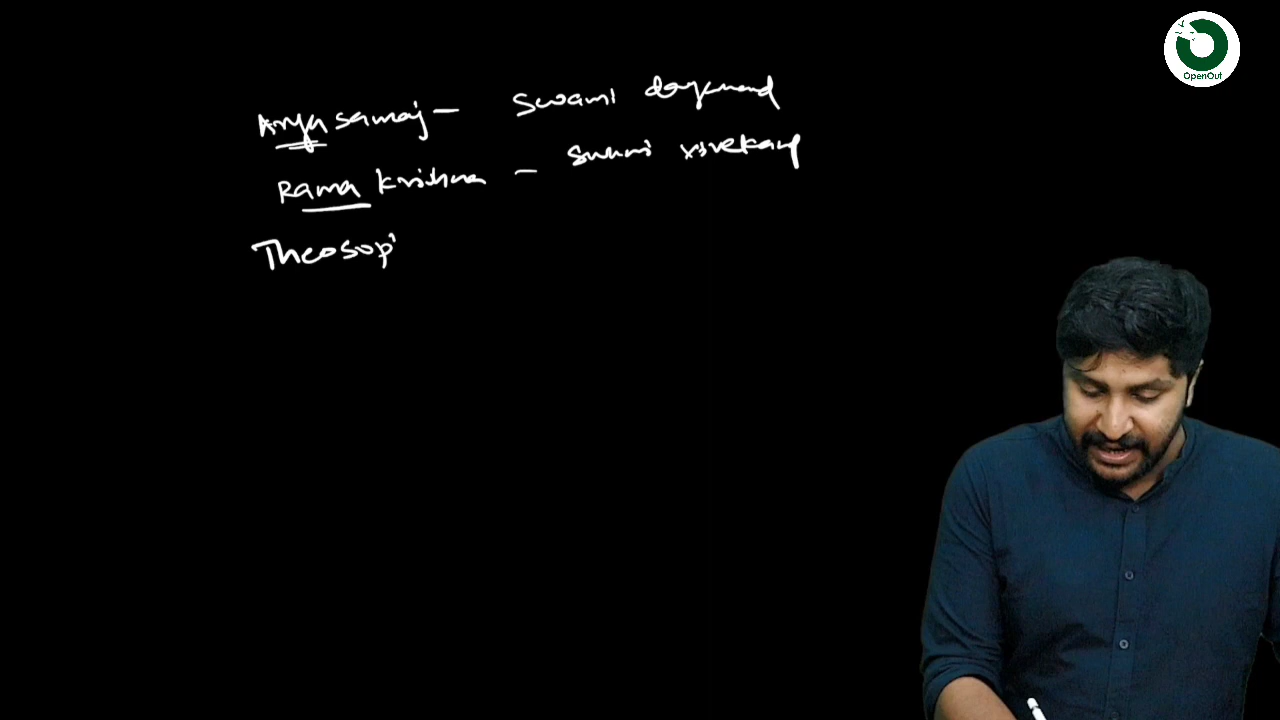 OpenOut
Arya samaj - Swami dayanand
Rama krishna - Swami vivekanand
Theosop